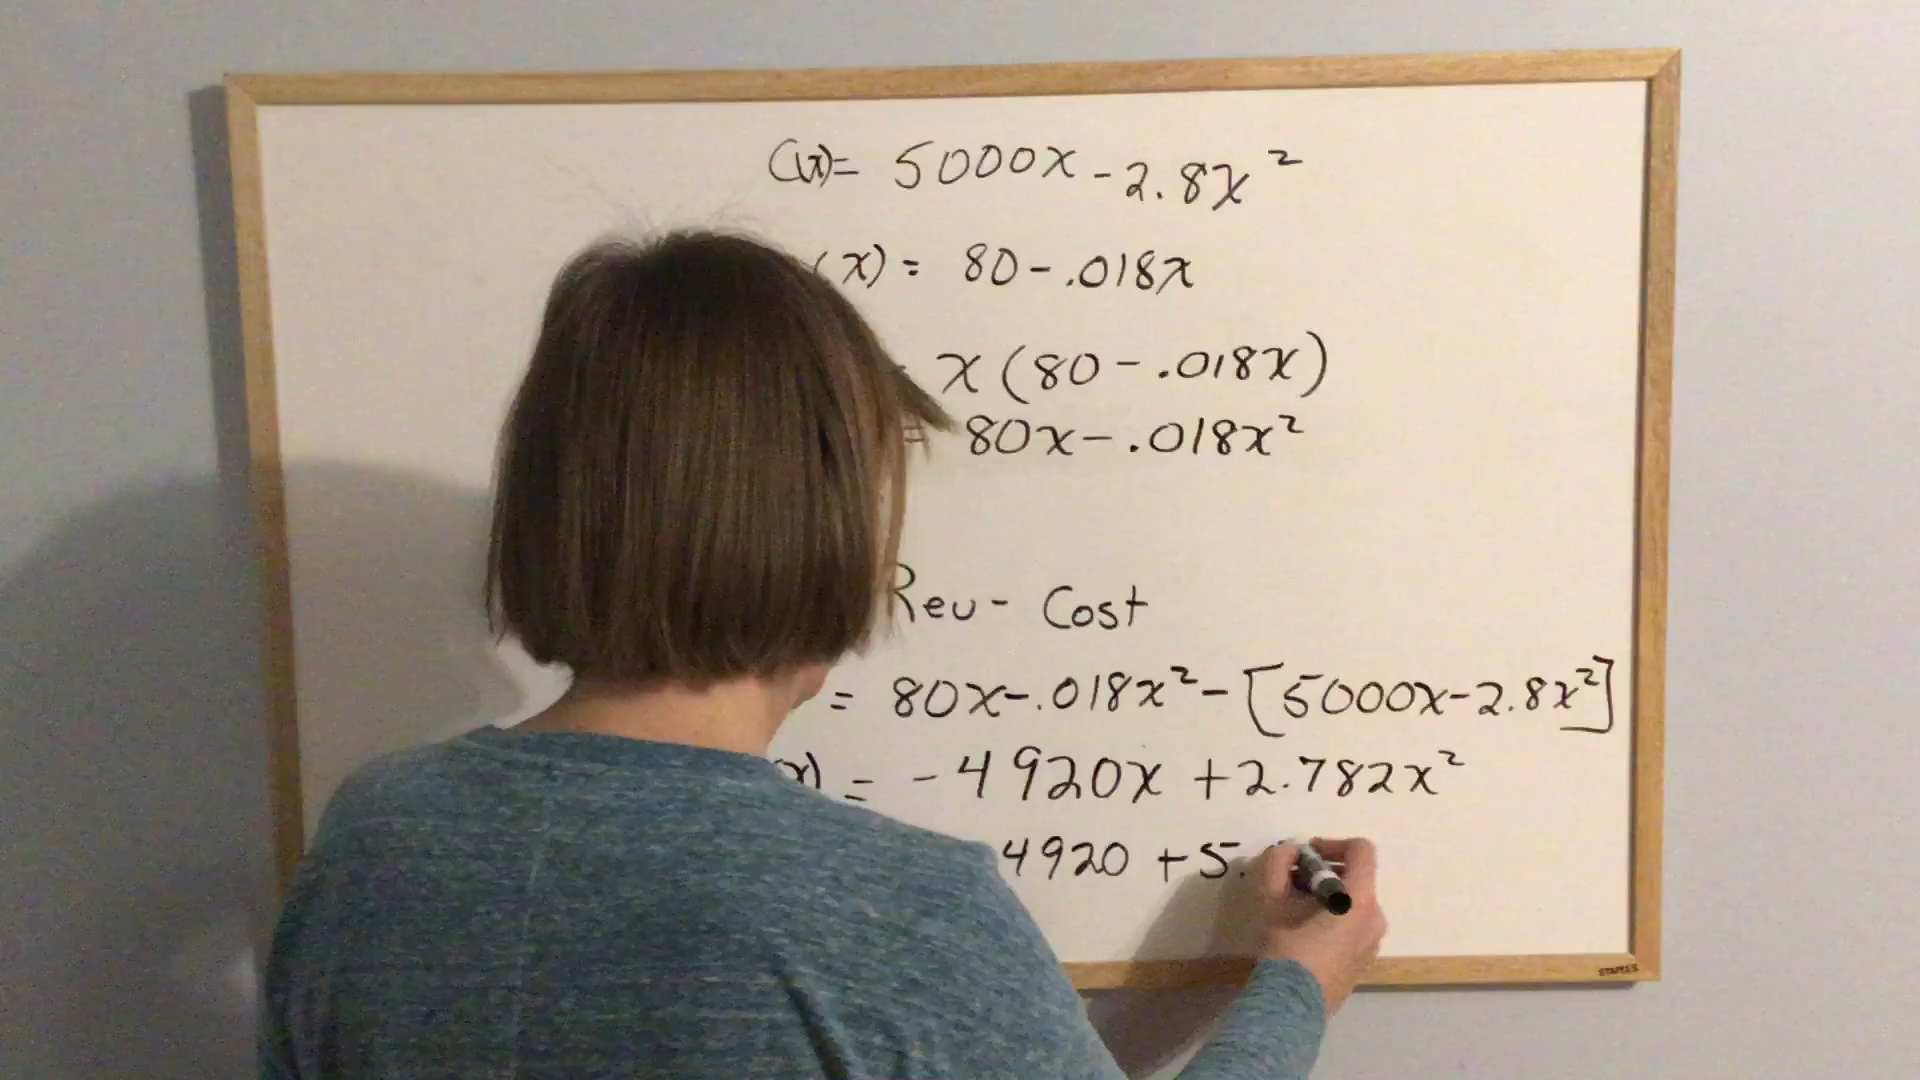 C(x)= 5000x - 2.8x²
(x) = 80 - .018x
= x(80 - .018x)
= 80x - .018x²
Rev - Cost
= 80x - .018x² - [5000x - 2.8x²]
x) = -4920x + 2.782x²
4920 + 5.
STAPLES